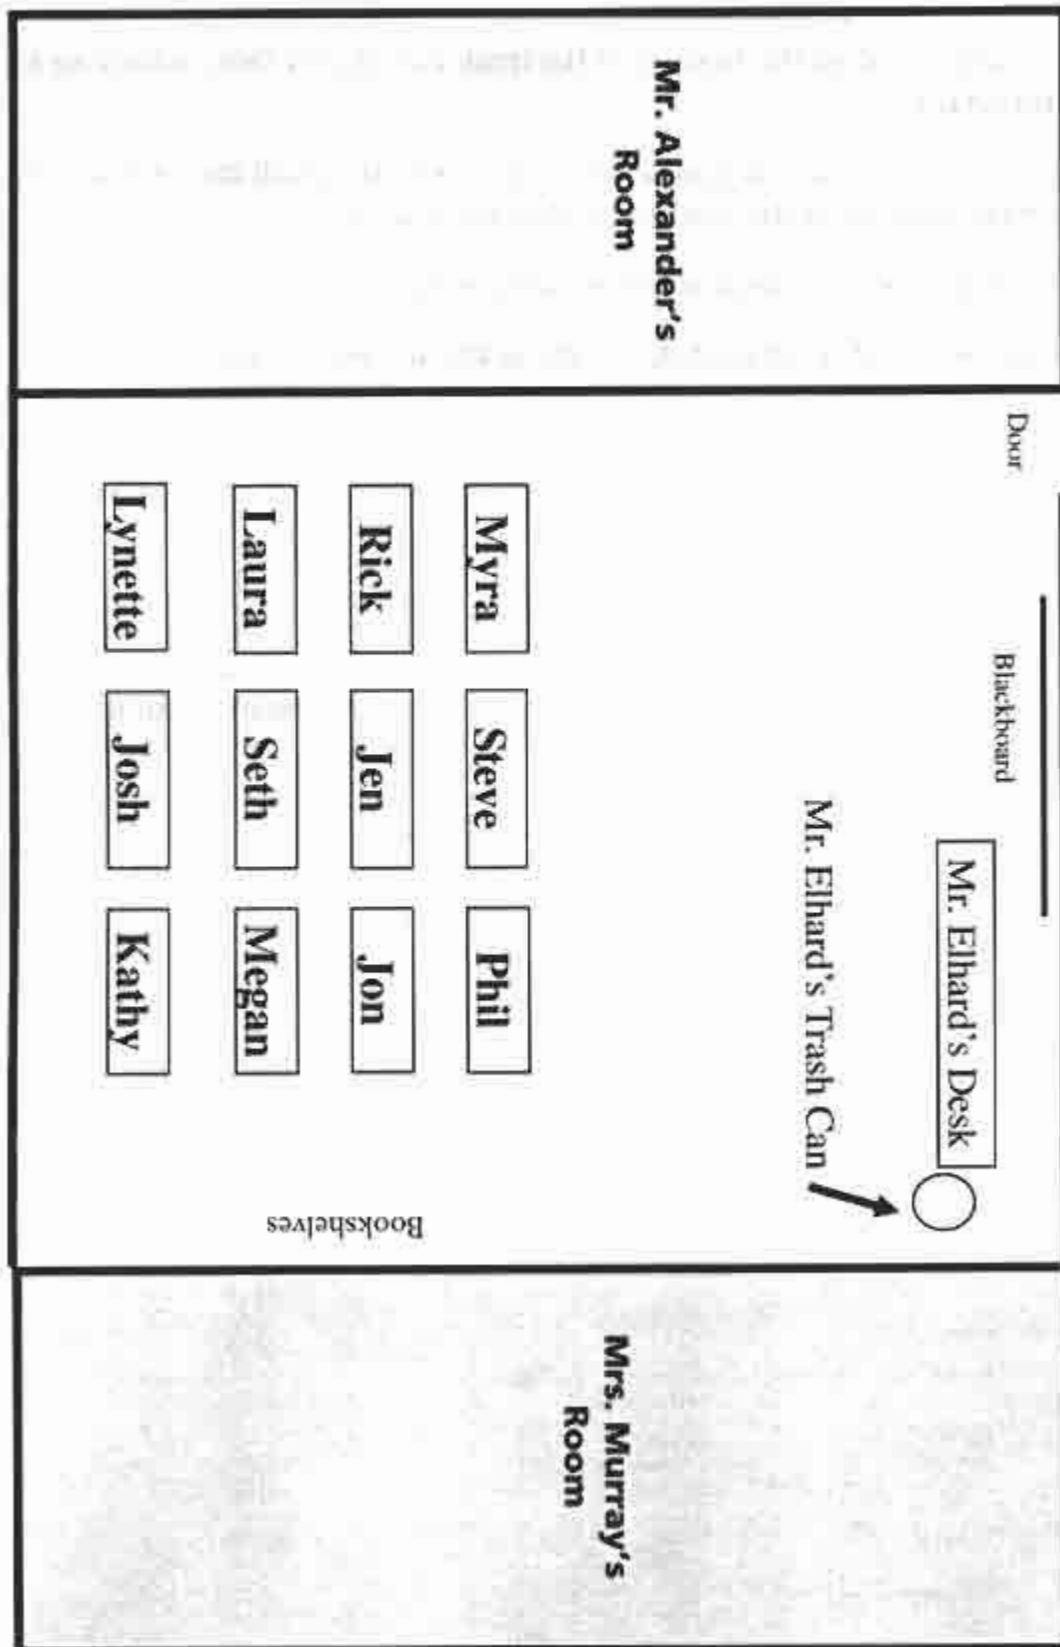 Mr. Alexander's
Room
Door
Blackboard
Mr. Elhard's Desk
Mr. Elhard's Trash Can
Myra
Steve
Phil
Rick
Jen
Jon
Laura
Seth
Megan
Lynette
Josh
Kathy
Bookshelves
Mrs. Murray's
Room